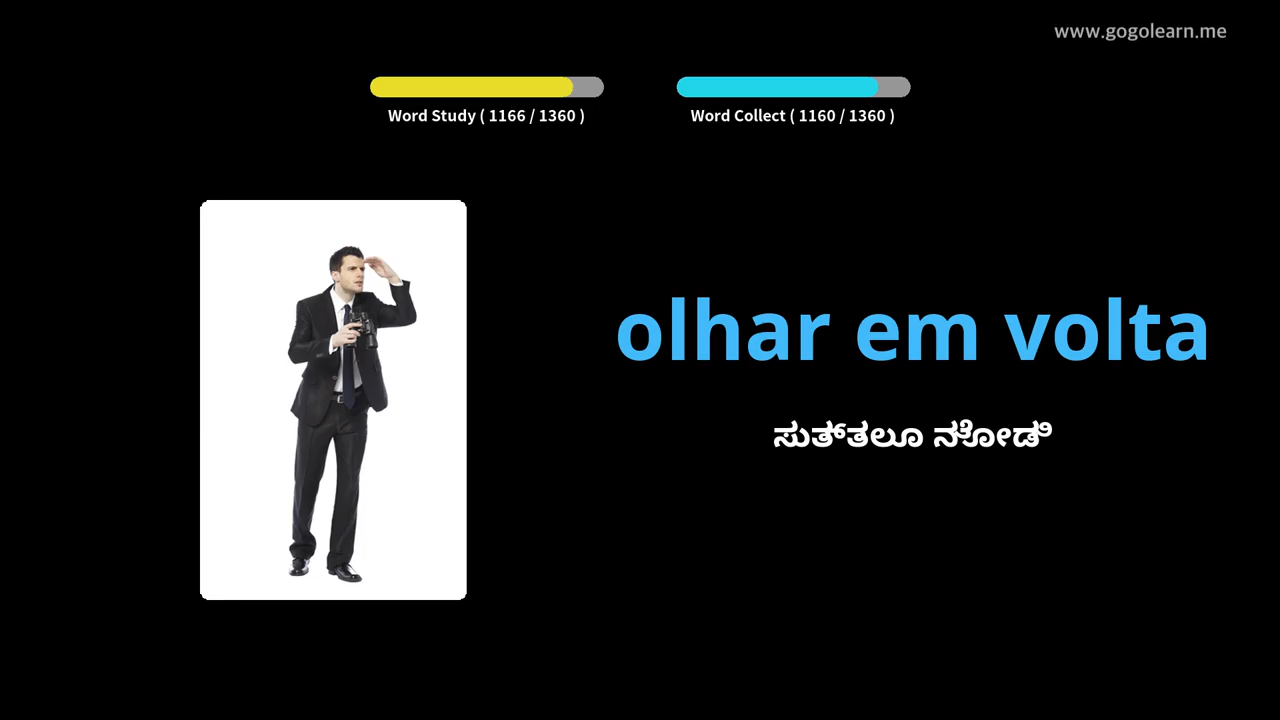 www.gogolearn.me
Word Study ( 1166 / 1360 )
Word Collect ( 1160 / 1360 )
olhar em volta
ಸುತ್ತಲೂ ನೋಡಿ